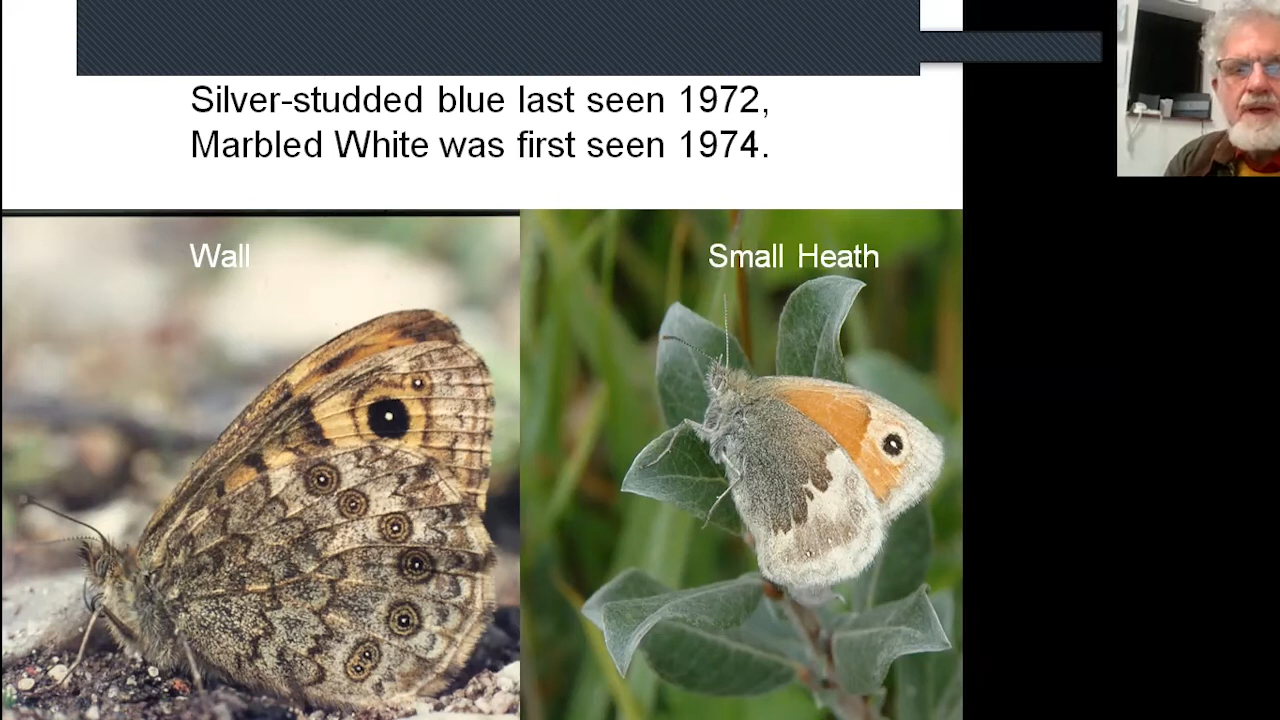 Silver-studded blue last seen 1972,
Marbled White was first seen 1974.
Wall
Small Heath